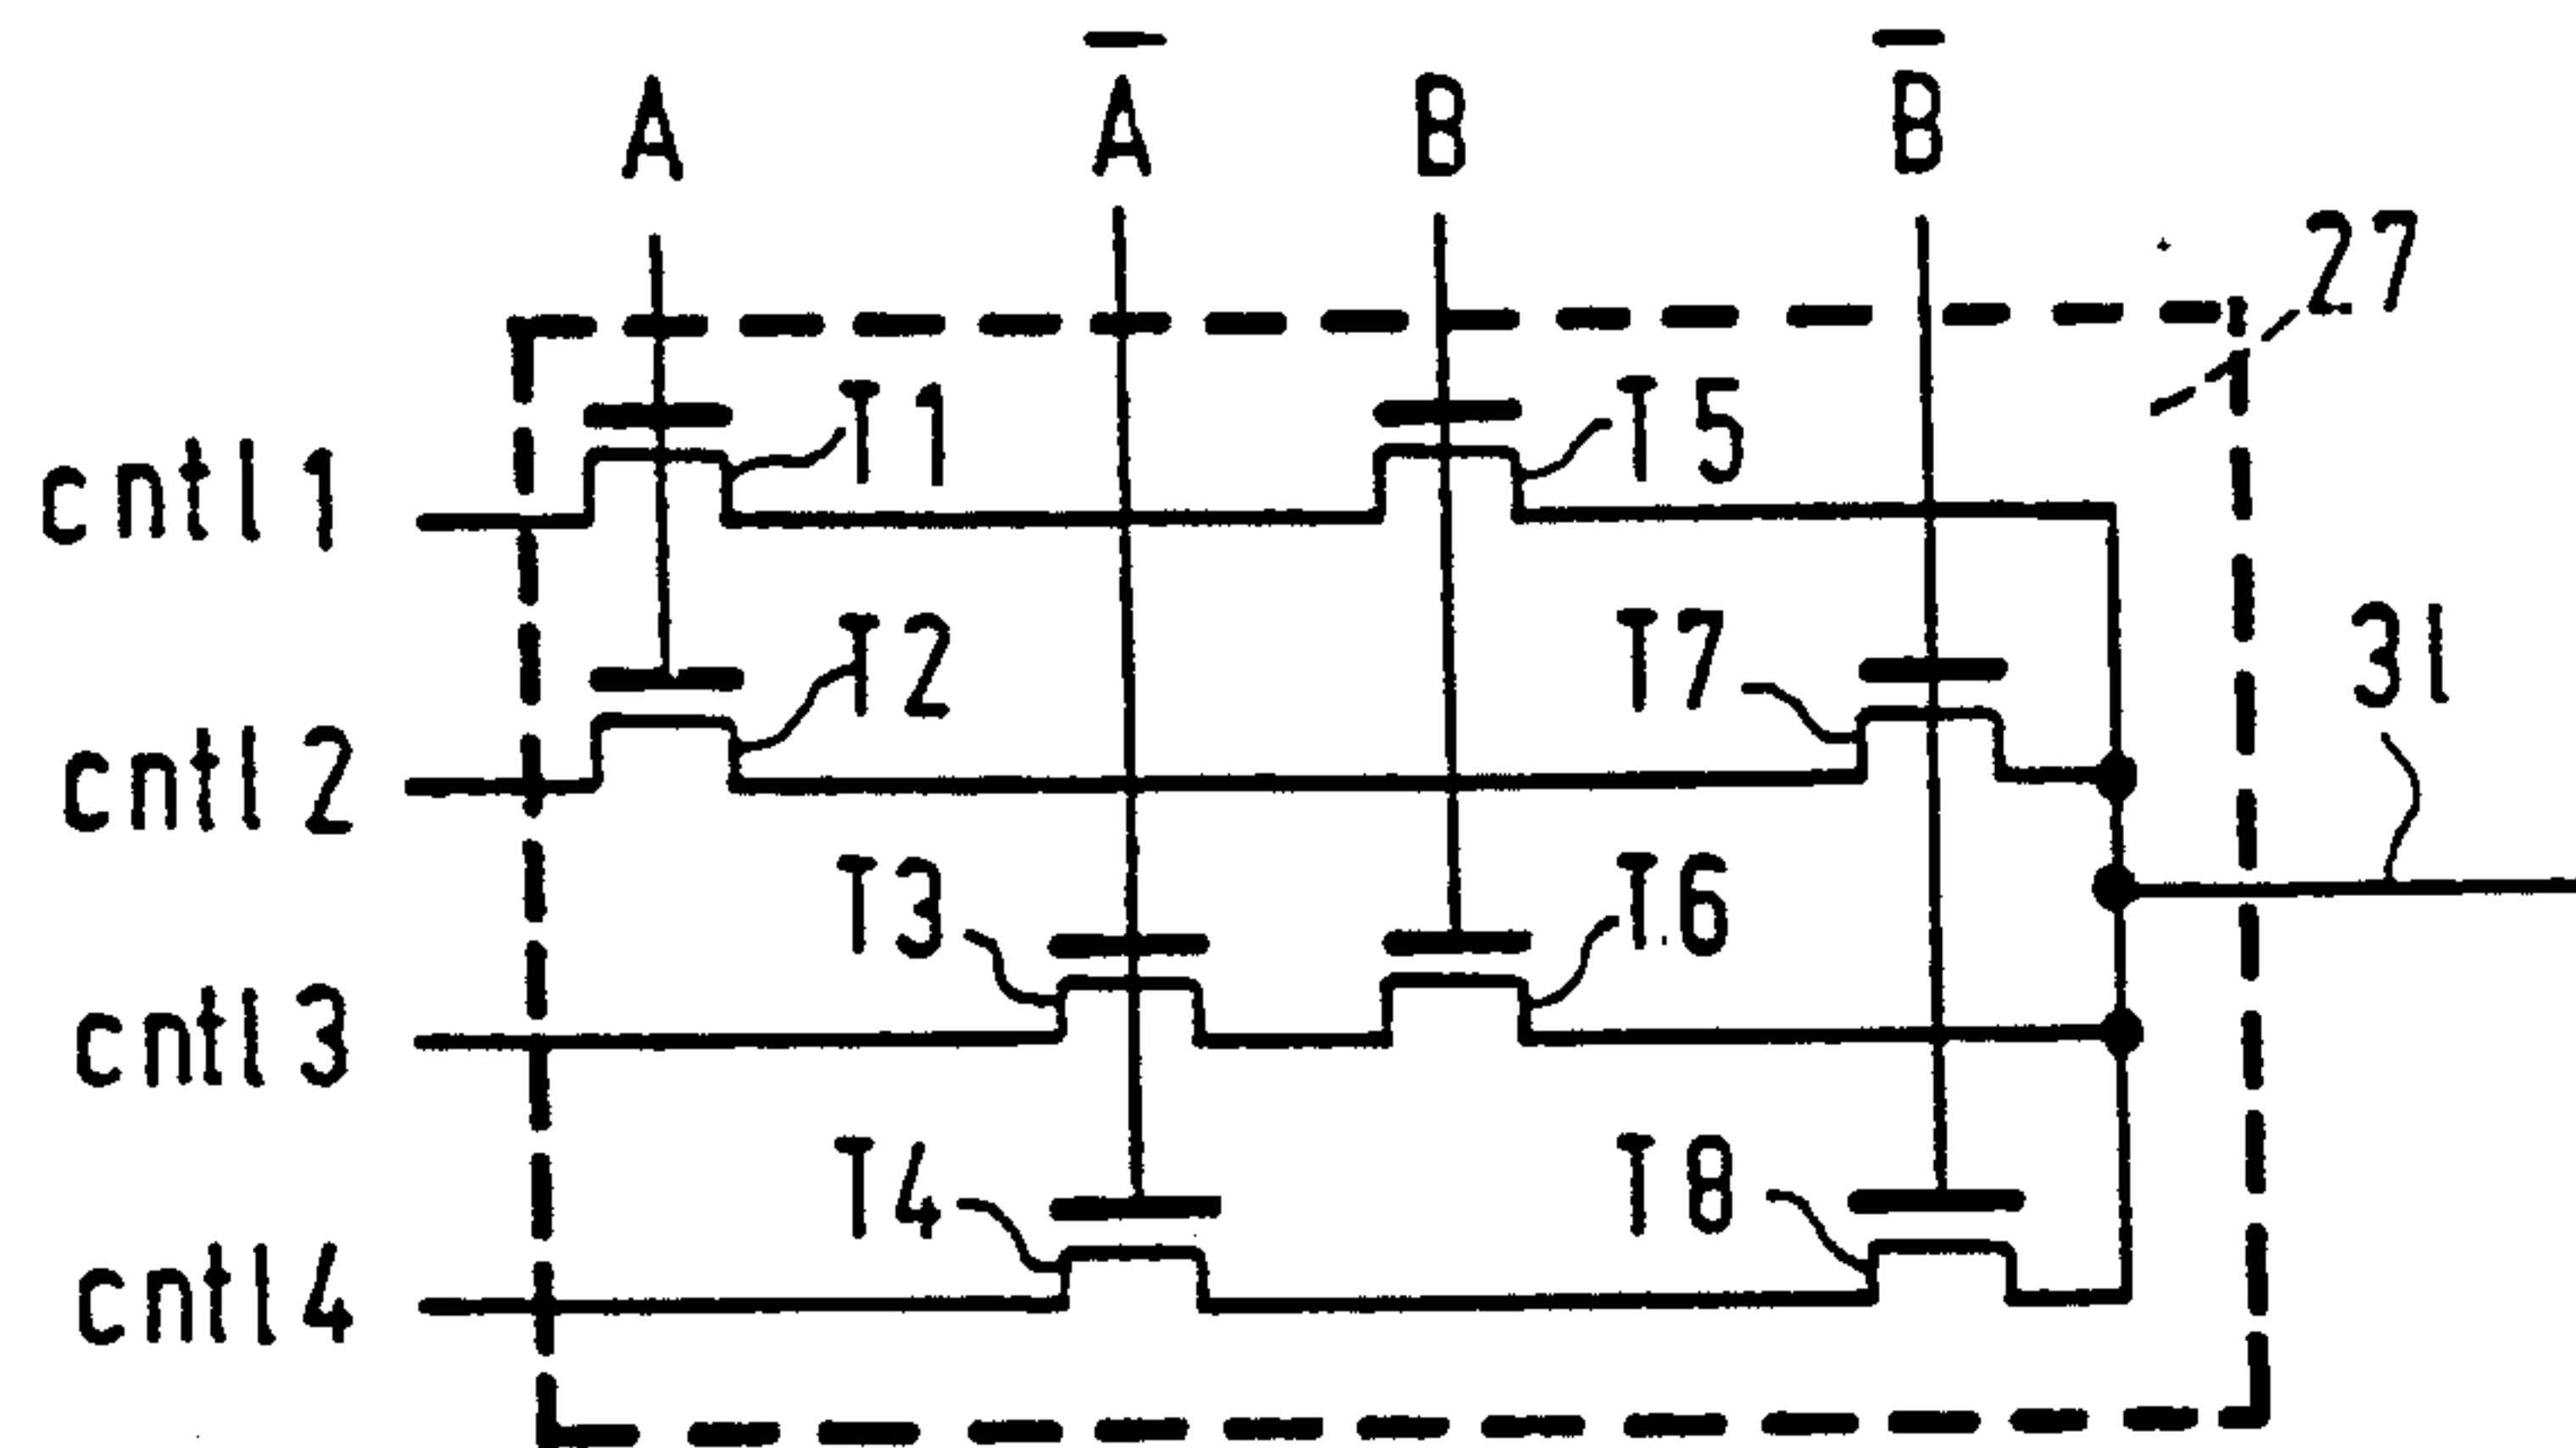 A A̅ B B̅
27
cntl 1 T1 T5
cntl 2 T2 T7
31
cntl 3 T3 T6
cntl 4 T4 T8